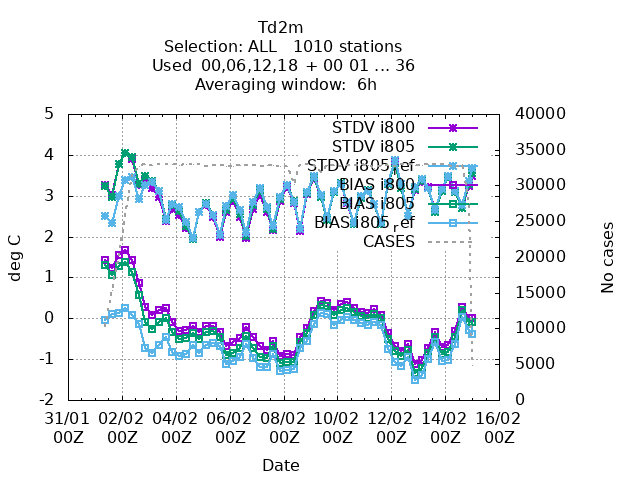 Td2m
Selection: ALL   1010 stations
Used  00,06,12,18  + 00 01 ... 36
Averaging window:  6h
5 40000
STDV i800
35000
STDV i805
4
STDV i805_ref
30000
BIAS i800
3
BIAS i805
25000
BIAS i805_ref
2
CASES
20000
1
15000
0
10000
-1
5000
-2 0
deg C
No cases
31/01 02/02 04/02 06/02 08/02 10/02 12/02 14/02 16/02
00Z 00Z 00Z 00Z 00Z 00Z 00Z 00Z 00Z
Date